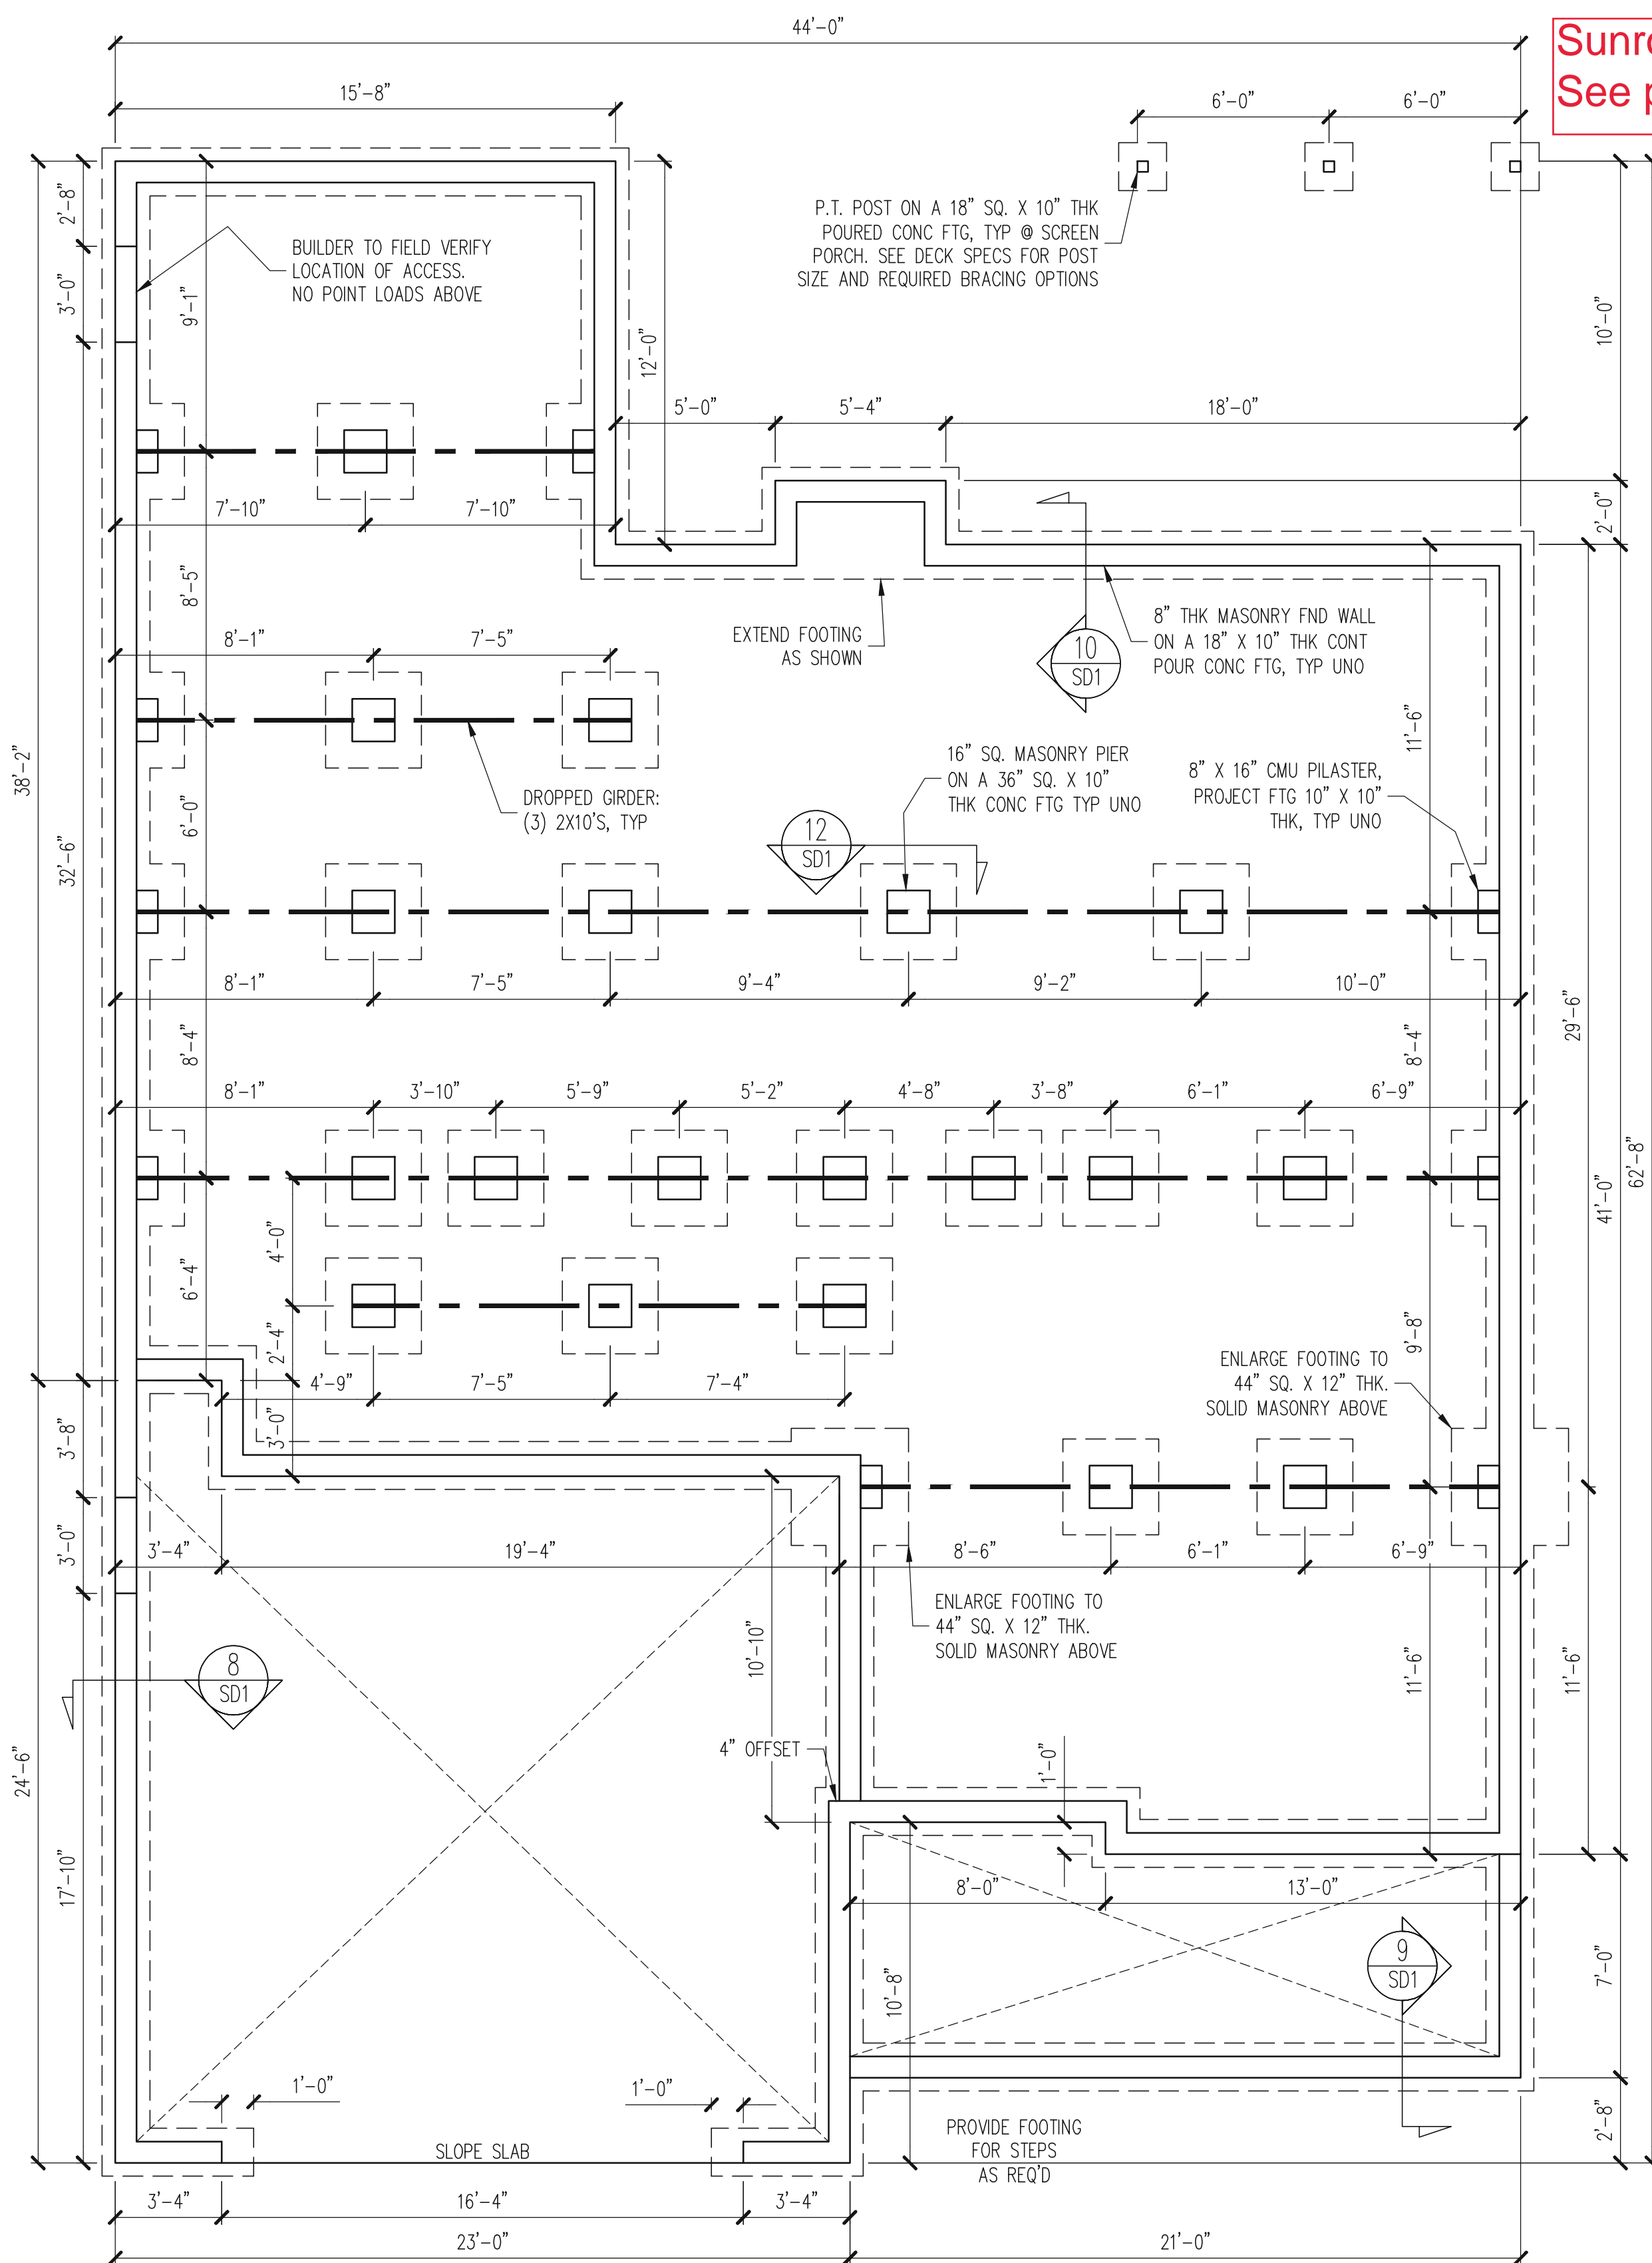 44'-0"
Sunro
See p
15'-8"
6'-0"
6'-0"
2'-8"
3'-0"
9'-1"
BUILDER TO FIELD VERIFY
LOCATION OF ACCESS.
NO POINT LOADS ABOVE
P.T. POST ON A 18" SQ. X 10" THK
POURED CONC FTG, TYP @ SCREEN
PORCH. SEE DECK SPECS FOR POST
SIZE AND REQUIRED BRACING OPTIONS
12'-0"
10'-0"
5'-0"
5'-4"
18'-0"
7'-10"
7'-10"
2'-0"
8'-5"
8'-1"
7'-5"
EXTEND FOOTING
AS SHOWN
10
SD1
8" THK MASONRY FND WALL
ON A 18" X 10" THK CONT
POUR CONC FTG, TYP UNO
11'-6"
38'-2"
32'-6"
6'-0"
DROPPED GIRDER:
(3) 2X10'S, TYP
16" SQ. MASONRY PIER
ON A 36" SQ. X 10"
THK CONC FTG TYP UNO
8" X 16" CMU PILASTER,
PROJECT FTG 10" X 10"
THK, TYP UNO
12
SD1
8'-1"
7'-5"
9'-4"
9'-2"
10'-0"
8'-4"
8'-4"
29'-6"
41'-0"
62'-8"
8'-1"
3'-10"
5'-9"
5'-2"
4'-8"
3'-8"
6'-1"
6'-9"
4'-0"
6'-4"
2'-4"
9'-8"
4'-9"
7'-5"
7'-4"
ENLARGE FOOTING TO
44" SQ. X 12" THK.
SOLID MASONRY ABOVE
3'-8"
3'-0"
3'-0"
3'-4"
19'-4"
8'-6"
6'-1"
6'-9"
ENLARGE FOOTING TO
44" SQ. X 12" THK.
SOLID MASONRY ABOVE
10'-10"
8
SD1
11'-6"
11'-6"
24'-6"
17'-10"
4" OFFSET
1'-0"
8'-0"
13'-0"
9
SD1
10'-8"
7'-0"
1'-0"
1'-0"
SLOPE SLAB
PROVIDE FOOTING
FOR STEPS
AS REQ'D
2'-8"
3'-4"
16'-4"
3'-4"
23'-0"
21'-0"